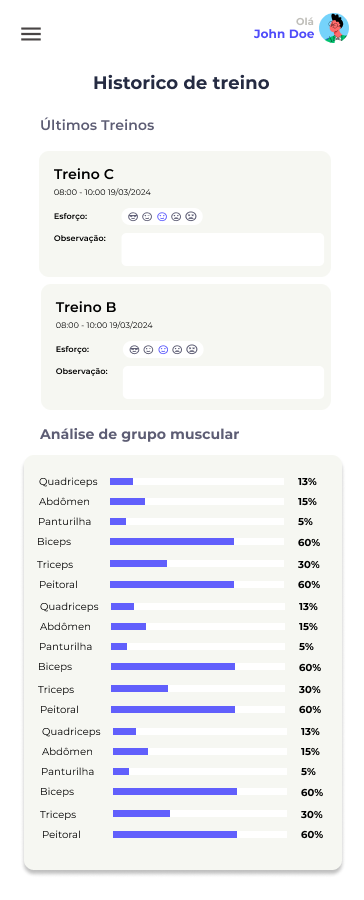 Olá
John Doe
Historico de treino
Últimos Treinos
Treino C
08:00 - 10:00 19/03/2024
Esforço:
Observação:
Treino B
08:00 - 10:00 19/03/2024
Esforço:
Observação:
Análise de grupo muscular
Quadriceps 13%
Abdômen 15%
Panturilha 5%
Biceps 60%
Triceps 30%
Peitoral 60%
Quadriceps 13%
Abdômen 15%
Panturilha 5%
Biceps 60%
Triceps 30%
Peitoral 60%
Quadriceps 13%
Abdômen 15%
Panturilha 5%
Biceps 60%
Triceps 30%
Peitoral 60%